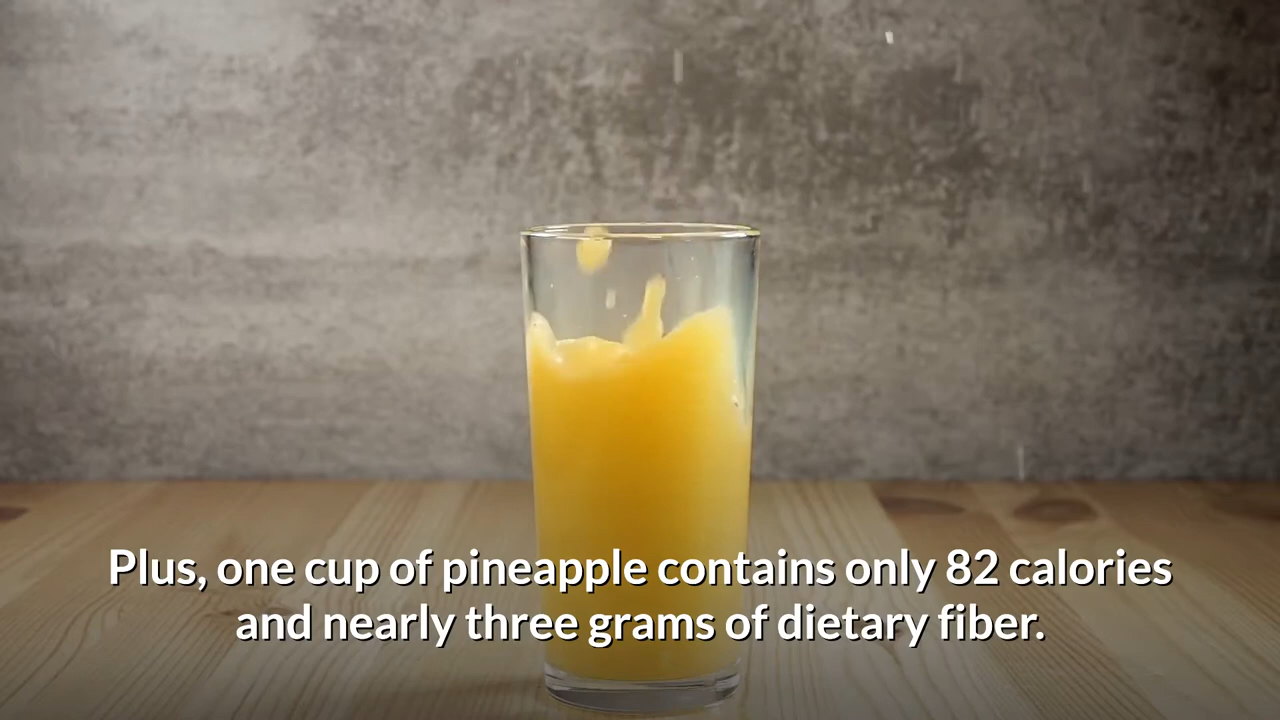 Plus, one cup of pineapple contains only 82 calories
and nearly three grams of dietary fiber.